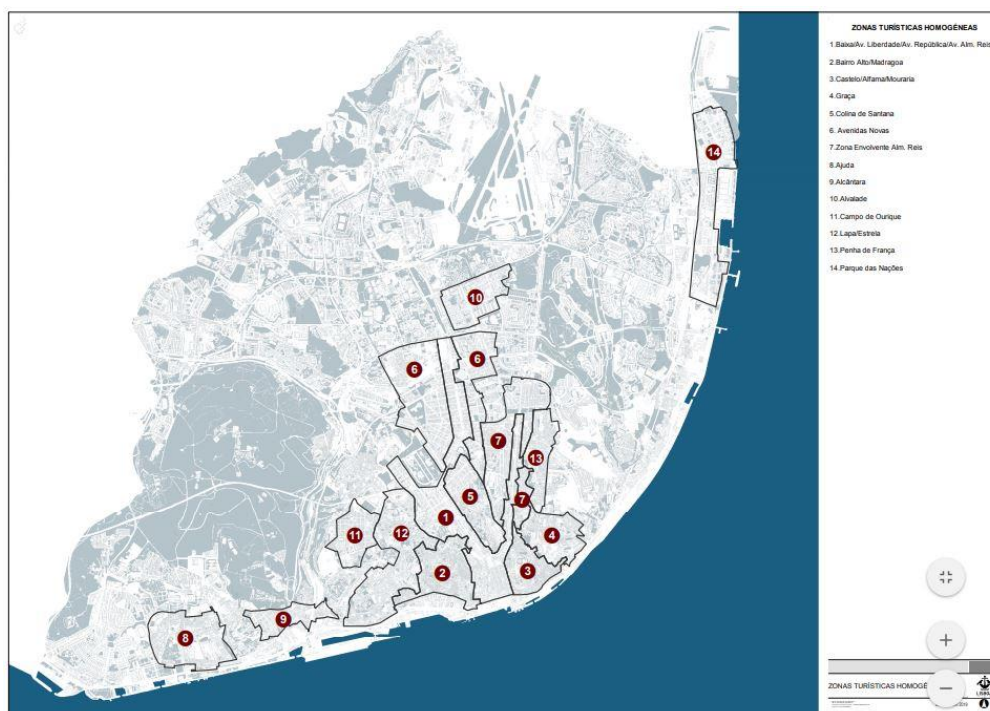 ZONAS TURÍSTICAS HOMOGÉNEAS
1.Baixa/Av. Liberdade/Av. República/Av. Alm. Reis
2.Bairro Alto/Madragoa
3.Castelo/Alfama/Mouraria
4.Graça
5.Colina de Santana
6. Avenidas Novas
7.Zona Envolvente Alm. Reis
8.Ajuda
9.Alcântara
10.Alvalade
11.Campo de Ourique
12.Lapa/Estrela
13.Penha de França
14.Parque das Nações
14
10
6
6
7
13
5
7
1
12
11
4
2
3
9
8
ZONAS TURÍSTICAS HOMOGÉ